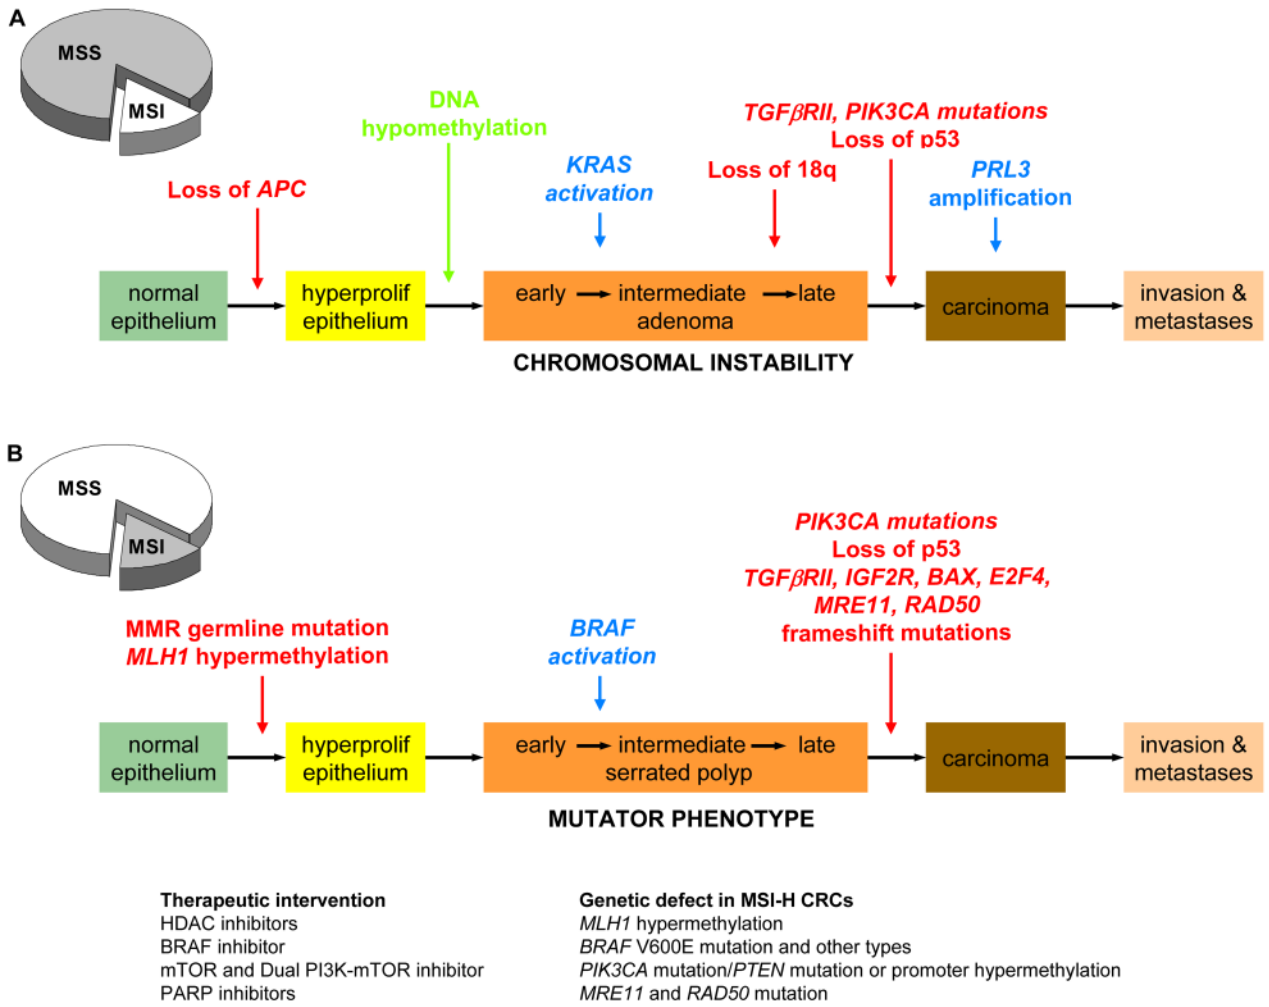 A
MSS
MSI
DNA
hypomethylation
TGFβRII, PIK3CA mutations
Loss of p53
KRAS
activation
Loss of 18q
PRL3
amplification
Loss of APC
normal
epithelium
hyperprolif
epithelium
early intermediate late
adenoma
carcinoma
invasion &
metastases
CHROMOSOMAL INSTABILITY
B
MSS
MSI
PIK3CA mutations
Loss of p53
TGFβRII, IGF2R, BAX, E2F4,
MRE11, RAD50
frameshift mutations
MMR germline mutation
MLH1 hypermethylation
BRAF
activation
normal
epithelium
hyperprolif
epithelium
early intermediate late
serrated polyp
carcinoma
invasion &
metastases
MUTATOR PHENOTYPE
Therapeutic intervention
HDAC inhibitors
BRAF inhibitor
mTOR and Dual PI3K-mTOR inhibitor
PARP inhibitors
Genetic defect in MSI-H CRCs
MLH1 hypermethylation
BRAF V600E mutation and other types
PIK3CA mutation/PTEN mutation or promoter hypermethylation
MRE11 and RAD50 mutation